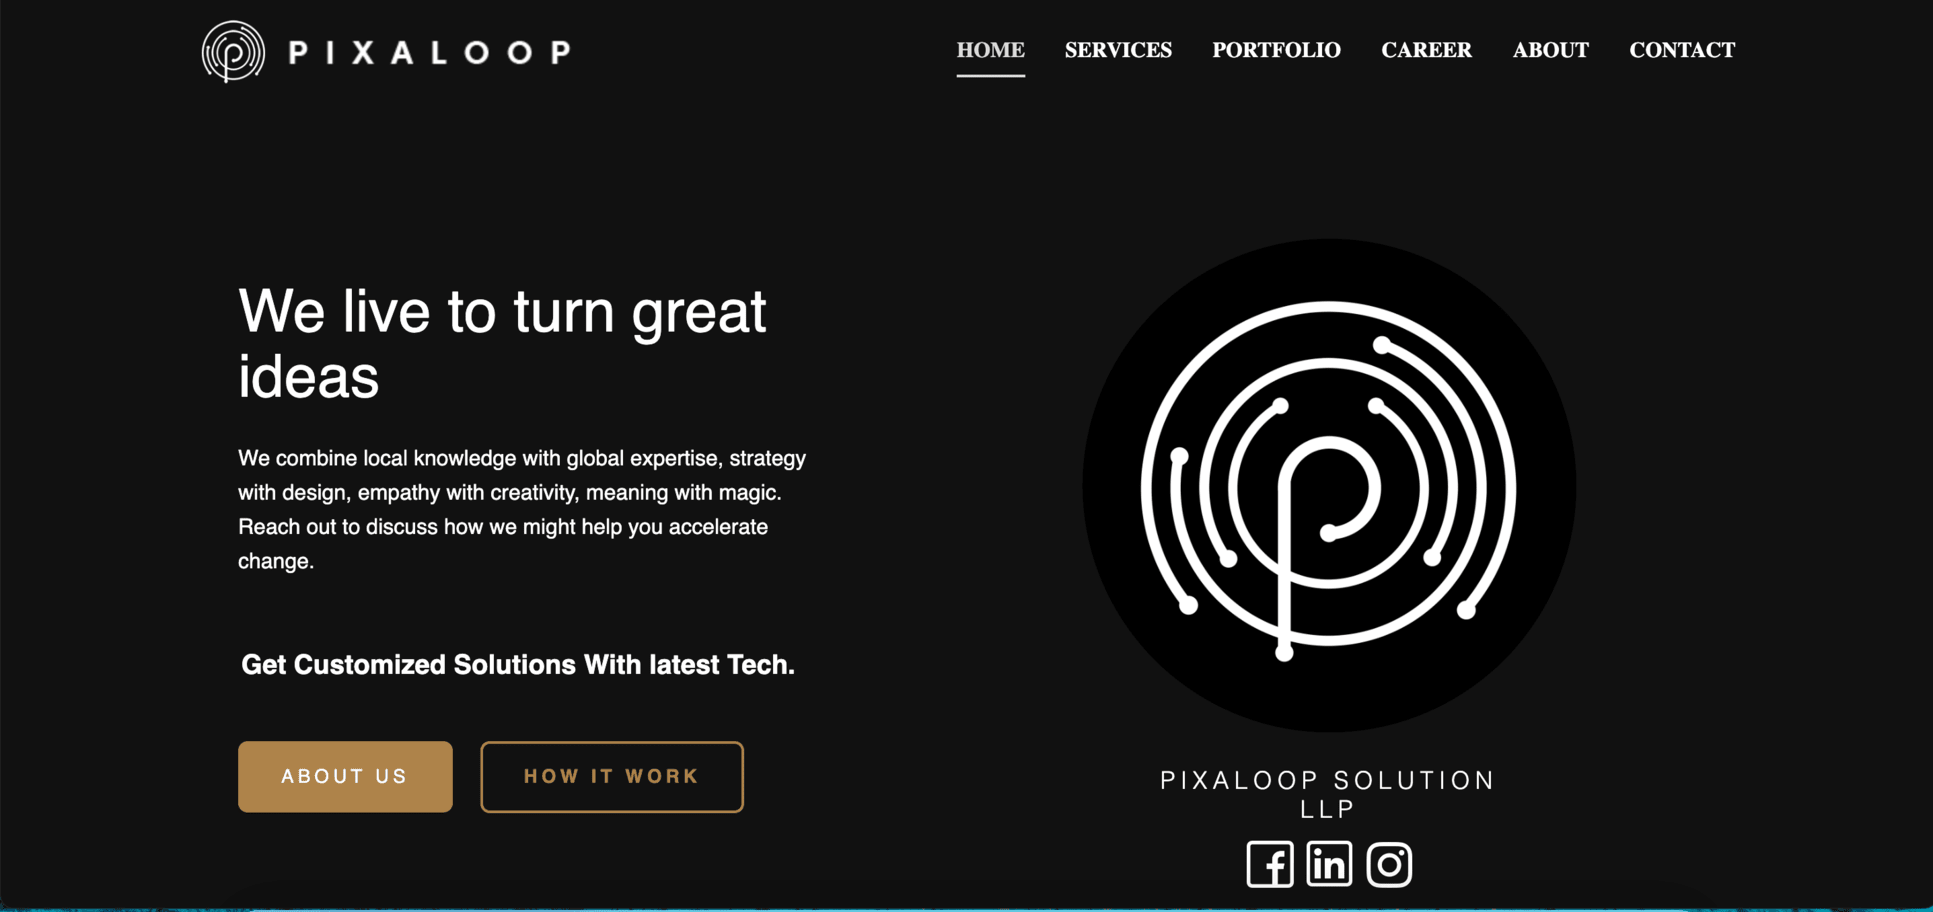 PIXALOOP
HOME SERVICES PORTFOLIO CAREER ABOUT CONTACT
We live to turn great
ideas
We combine local knowledge with global expertise, strategy
with design, empathy with creativity, meaning with magic.
Reach out to discuss how we might help you accelerate
change.
Get Customized Solutions With latest Tech.
ABOUT US
HOW IT WORK
PIXALOOP SOLUTION
LLP